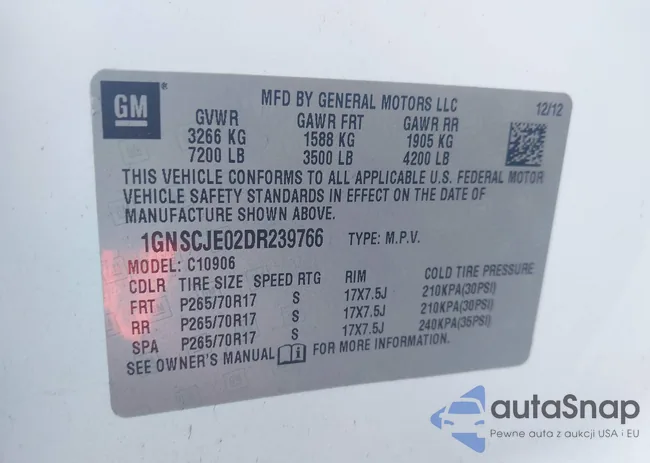 GM
MFD BY GENERAL MOTORS LLC
12/12
GVWR GAWR FRT GAWR RR
3266 KG 1588 KG 1905 KG
7200 LB 3500 LB 4200 LB
THIS VEHICLE CONFORMS TO ALL APPLICABLE U.S. FEDERAL MOTOR
VEHICLE SAFETY STANDARDS IN EFFECT ON THE DATE OF
MANUFACTURE SHOWN ABOVE.
1GNSCJE02DR239766 TYPE: M.P.V.
MODEL: C10906
CDLR TIRE SIZE SPEED RTG RIM COLD TIRE PRESSURE
FRT P265/70R17 S 17X7.5J 210KPA(30PSI)
RR P265/70R17 S 17X7.5J 210KPA(30PSI)
SPA P265/70R17 S 17X7.5J 240KPA(35PSI)
SEE OWNER'S MANUAL FOR MORE INFORMATION.
autaSnap
Pewne auta z aukcji USA i EU